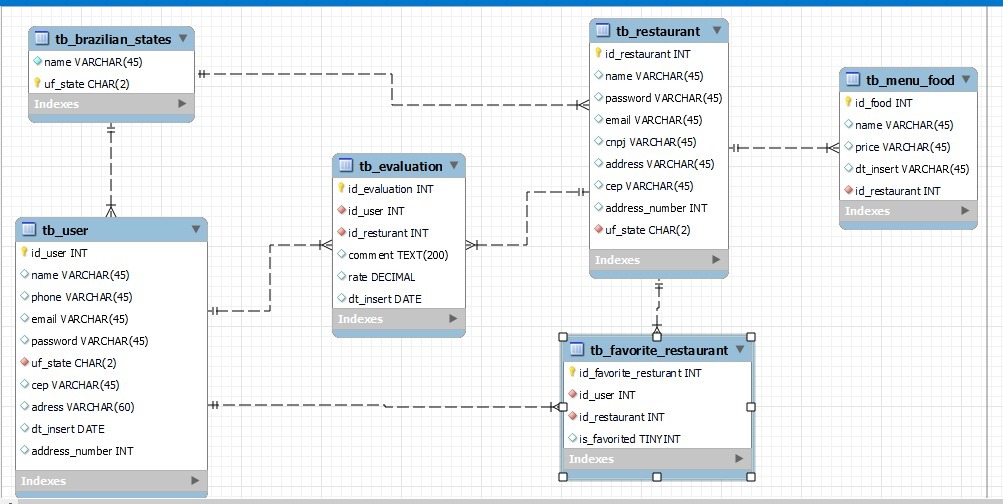 tb_brazilian_states
name VARCHAR(45)
uf_state CHAR(2)
Indexes
tb_restaurant
id_restaurant INT
name VARCHAR(45)
password VARCHAR(45)
email VARCHAR(45)
cnpj VARCHAR(45)
address VARCHAR(45)
cep VARCHAR(45)
address_number INT
uf_state CHAR(2)
Indexes
tb_menu_food
id_food INT
name VARCHAR(45)
price VARCHAR(45)
dt_insert VARCHAR(45)
id_restaurant INT
Indexes
tb_evaluation
id_evaluation INT
id_user INT
id_resturant INT
comment TEXT(200)
rate DECIMAL
dt_insert DATE
Indexes
tb_user
id_user INT
name VARCHAR(45)
phone VARCHAR(45)
email VARCHAR(45)
password VARCHAR(45)
uf_state CHAR(2)
cep VARCHAR(45)
adress VARCHAR(60)
dt_insert DATE
address_number INT
Indexes
tb_favorite_restaurant
id_favorite_resturant INT
id_user INT
id_restaurant INT
is_favorited TINYINT
Indexes